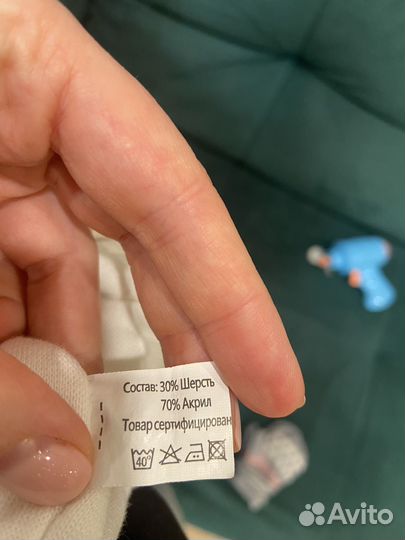 Состав: 30% Шерсть
70% Акрил
Товар сертифицирован
40°
Avito